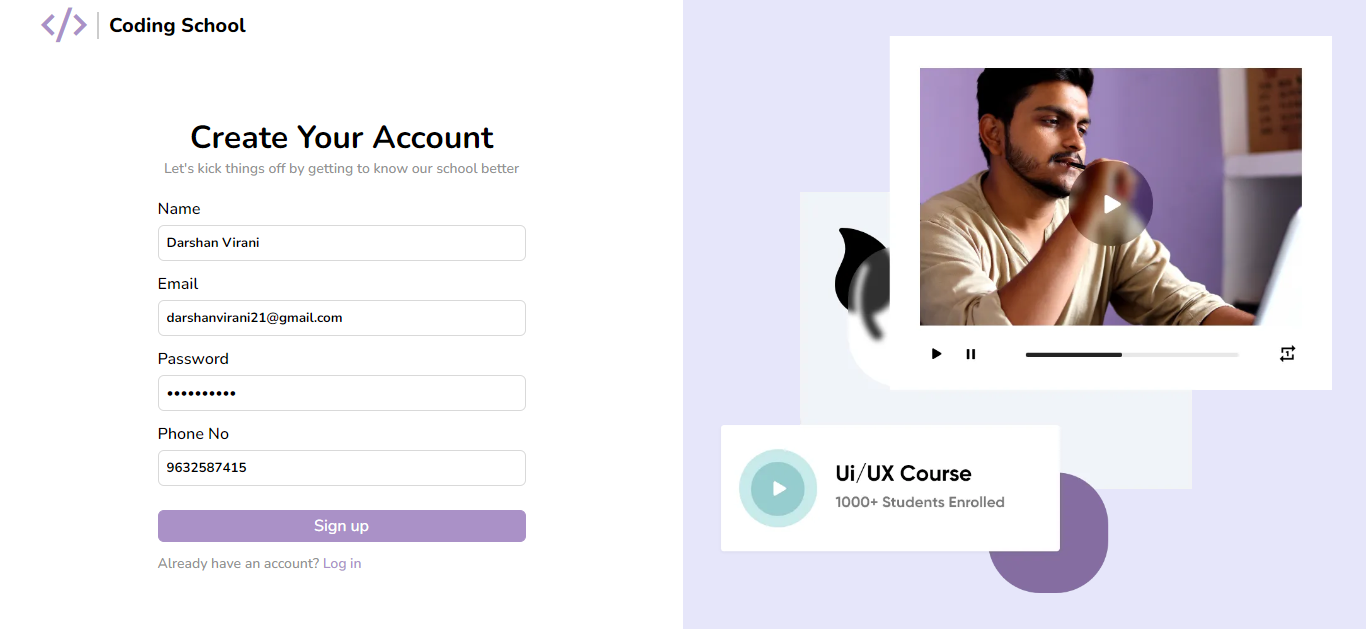 </> | Coding School
Create Your Account
Let's kick things off by getting to know our school better
Name
Darshan Virani
Email
darshanvirani21@gmail.com
Password
••••••••••
Phone No
9632587415
Sign up
Already have an account? Log in
Ui/UX Course
1000+ Students Enrolled